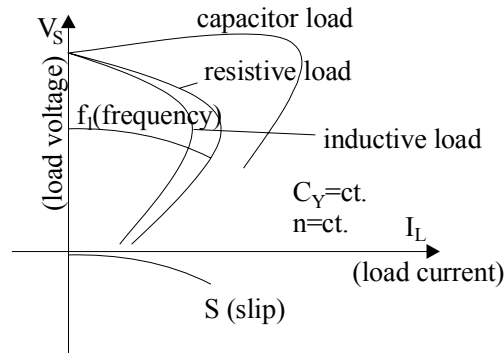 V_S
(load voltage)
capacitor load
resistive load
f_l(frequency)
inductive load
C_Y=ct.
n=ct.
I_L
(load current)
S (slip)